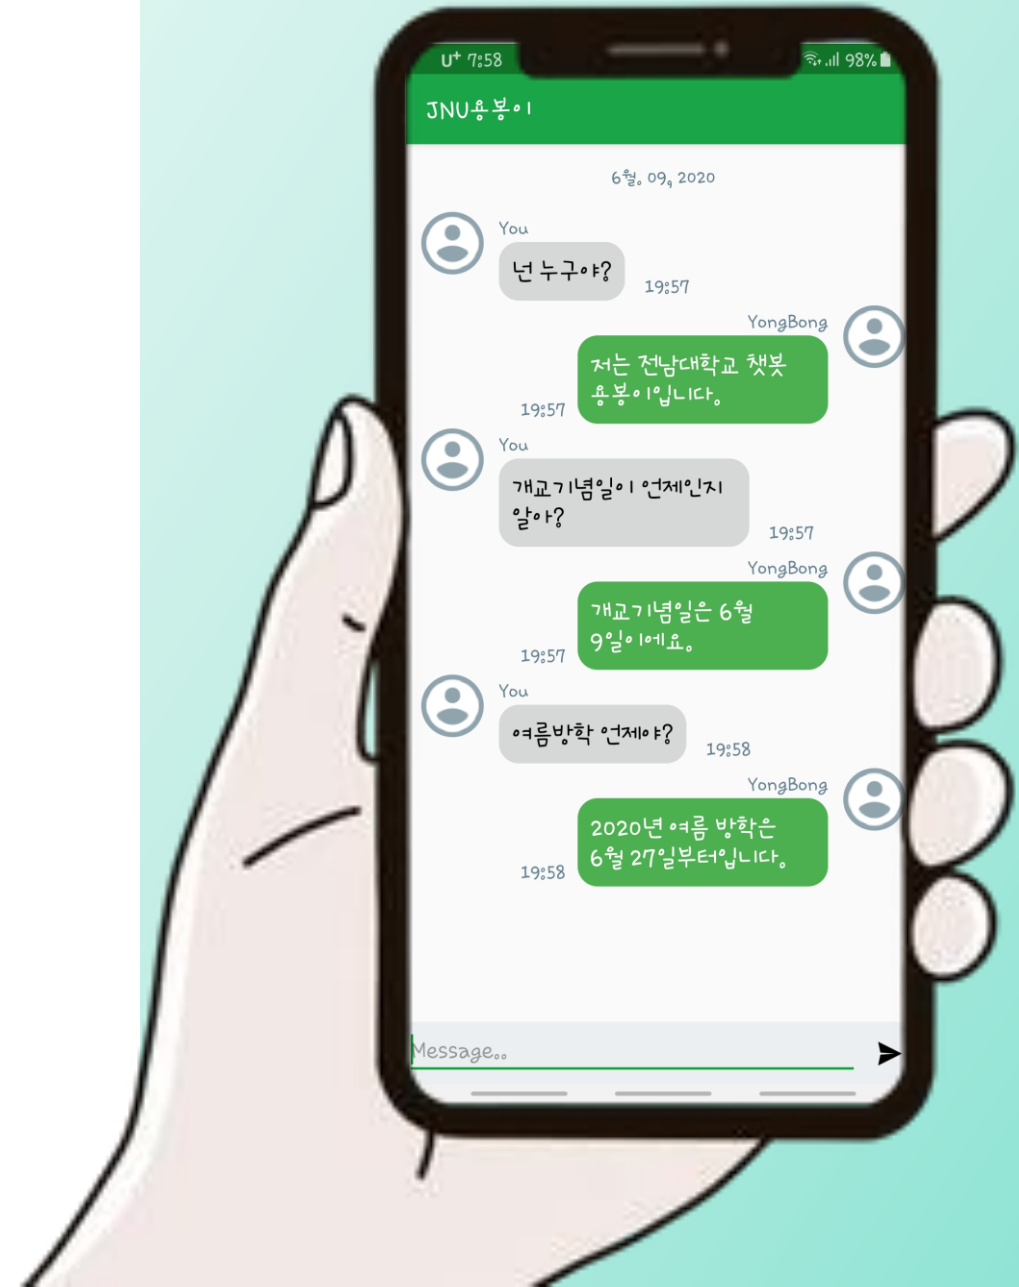 U+ 7:58 98%
JNU용봉이
6월. 09, 2020
You
넌 누구야?
19:57
YongBong
저는 전남대학교 챗봇
용봉이입니다.
19:57
You
개교기념일이 언제인지
알아?
19:57
YongBong
개교기념일은 6월
9일이에요.
19:57
You
여름방학 언제야?
19:58
YongBong
2020년 여름 방학은
6월 27일부터입니다.
19:58
Message..